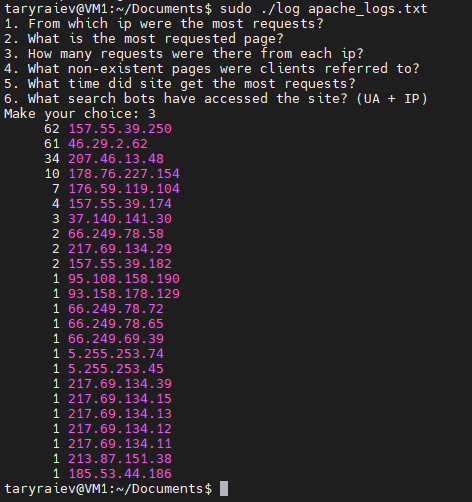 taryraiev@VM1:~/Documents$ sudo ./log apache_logs.txt
1. From which ip were the most requests?
2. What is the most requested page?
3. How many requests were there from each ip?
4. What non-existent pages were clients referred to?
5. What time did site get the most requests?
6. What search bots have accessed the site? (UA + IP)
Make your choice: 3
62 157.55.39.250
61 46.29.2.62
34 207.46.13.48
10 178.76.227.154
7 176.59.119.104
4 157.55.39.174
3 37.140.141.30
2 66.249.78.58
2 217.69.134.29
2 157.55.39.182
1 95.108.158.190
1 93.158.178.129
1 66.249.78.72
1 66.249.78.65
1 66.249.69.39
1 5.255.253.74
1 5.255.253.45
1 217.69.134.39
1 217.69.134.15
1 217.69.134.13
1 217.69.134.12
1 217.69.134.11
1 213.87.151.38
1 185.53.44.186
taryraiev@VM1:~/Documents$